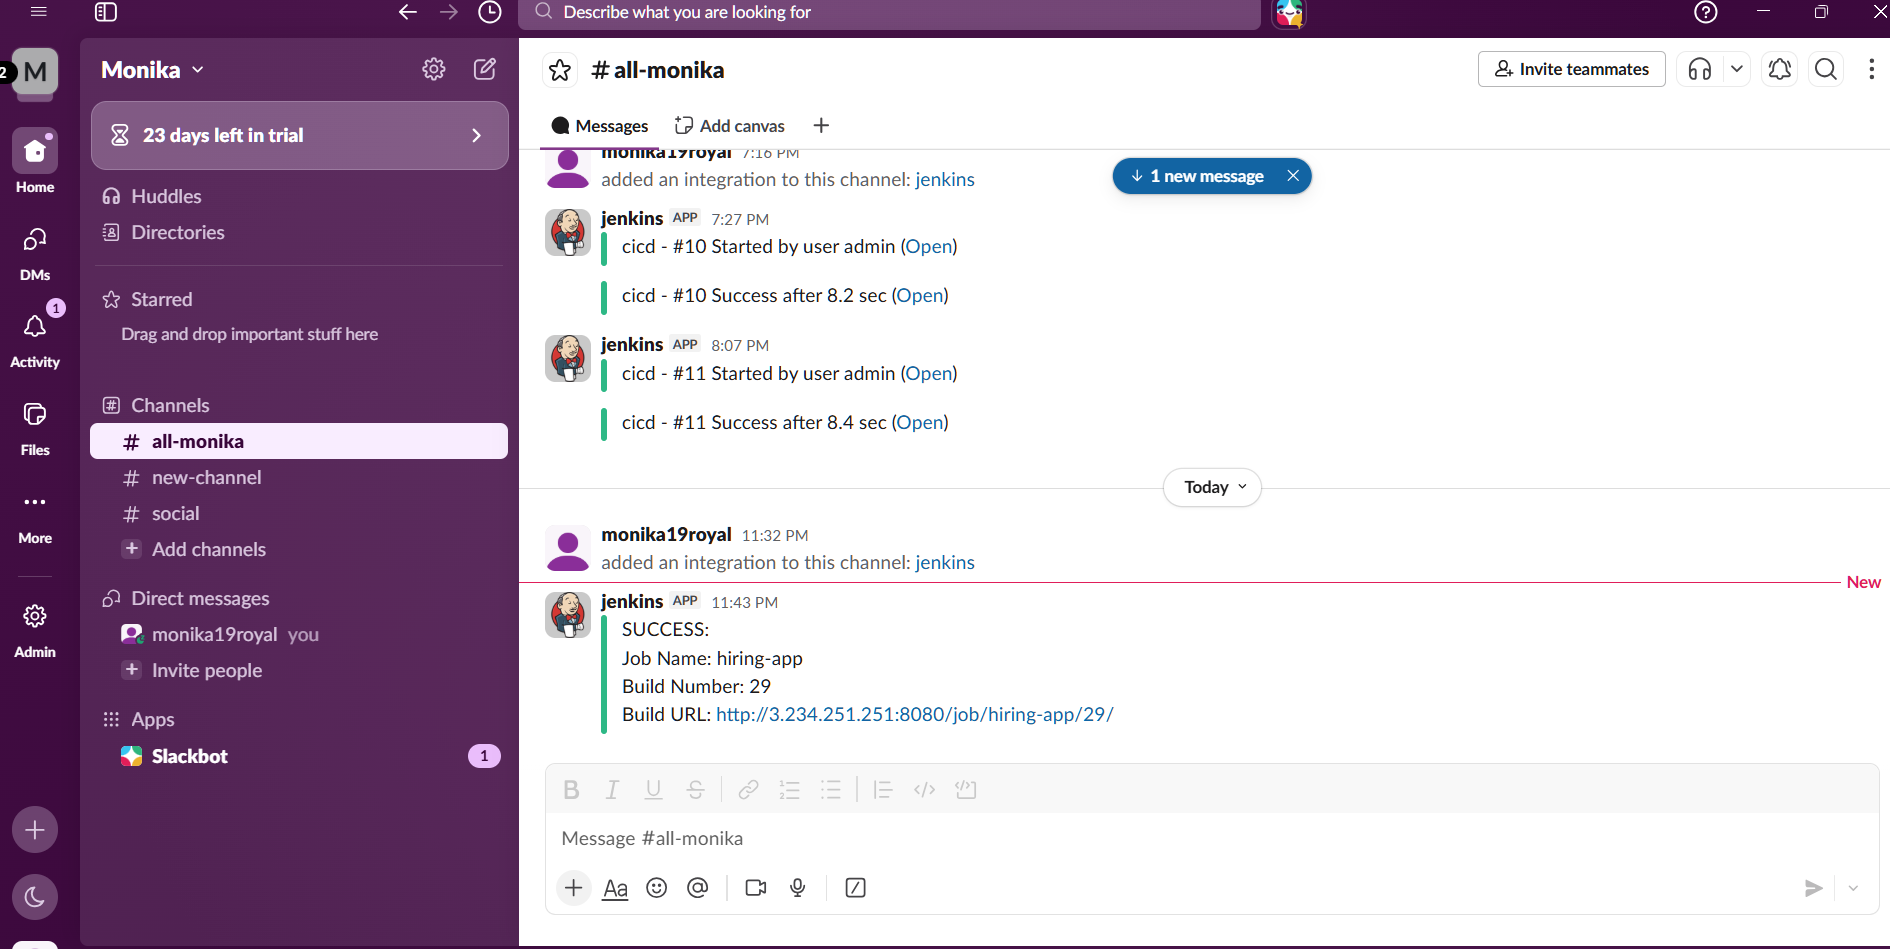 Describe what you are looking for
2
M
Home
DMs
1
Activity
Files
More
Admin
Monika
23 days left in trial
Huddles
Directories
Starred
Drag and drop important stuff here
Channels
# all-monika
# new-channel
# social
+ Add channels
Direct messages
monika19royal you
+ Invite people
Apps
Slackbot 1
# all-monika
Invite teammates
Messages
Add canvas
monika19royal 7:16 PM
added an integration to this channel: jenkins
1 new message
jenkins APP 7:27 PM
cicd - #10 Started by user admin (Open)
cicd - #10 Success after 8.2 sec (Open)
jenkins APP 8:07 PM
cicd - #11 Started by user admin (Open)
cicd - #11 Success after 8.4 sec (Open)
Today
monika19royal 11:32 PM
added an integration to this channel: jenkins
New
jenkins APP 11:43 PM
SUCCESS:
Job Name: hiring-app
Build Number: 29
Build URL: http://3.234.251.251:8080/job/hiring-app/29/
B I U S
Message #all-monika
Aa